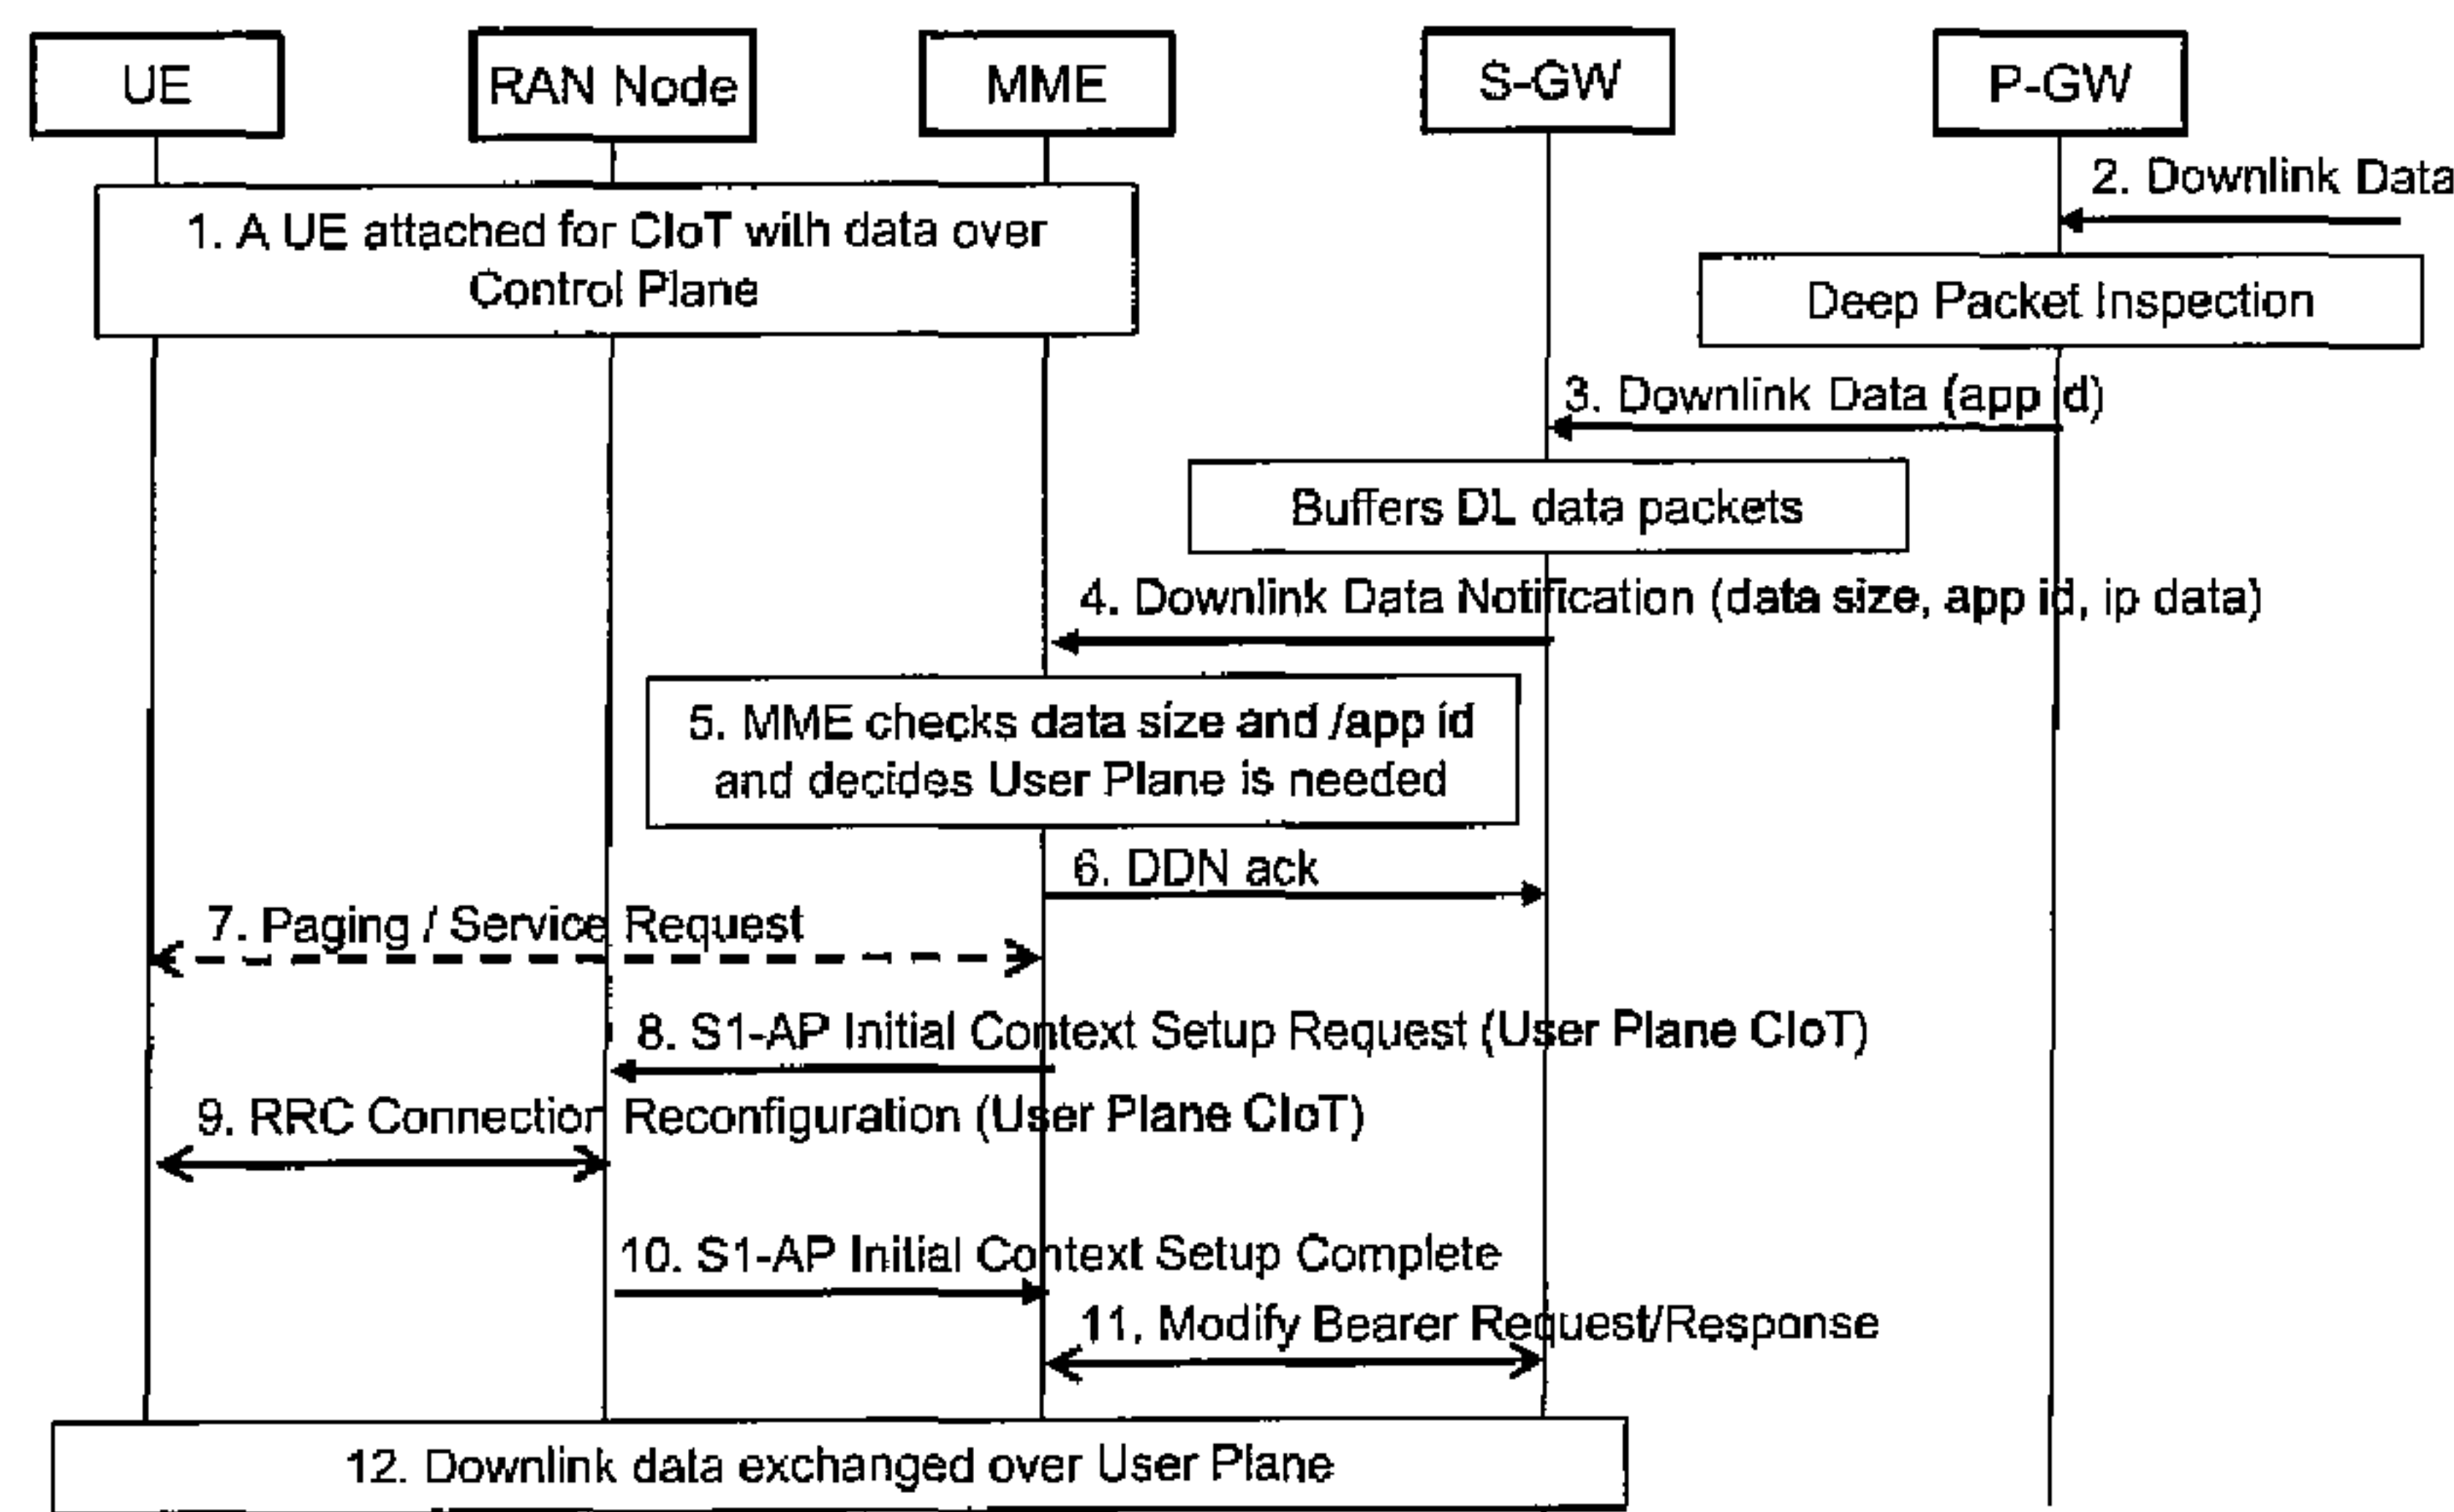 UE
RAN Node
MME
S-GW
P-GW
2. Downlink Data
1. A UE attached for CIoT with data over
Control Plane
Deep Packet Inspection
3. Downlink Data (app id)
Buffers DL data packets
4. Downlink Data Notification (data size, app id, ip data)
5. MME checks data size and /app id
and decides User Plane is needed
6. DDN ack
7. Paging / Service Request
8. S1-AP Initial Context Setup Request (User Plane CIoT)
9. RRC Connection Reconfiguration (User Plane CIoT)
10. S1-AP Initial Context Setup Complete
11. Modify Bearer Request/Response
12. Downlink data exchanged over User Plane